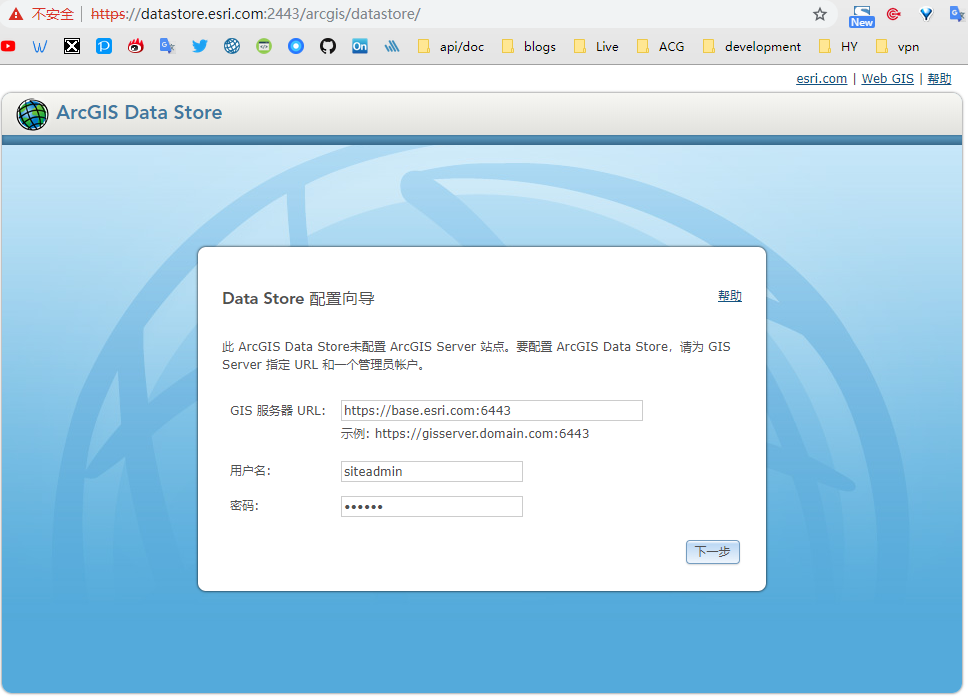 不安全 | https://datastore.esri.com:2443/arcgis/datastore/
New
api/doc blogs Live ACG development HY vpn
esri.com | Web GIS | 帮助
ArcGIS Data Store
Data Store 配置向导
帮助
此 ArcGIS Data Store未配置 ArcGIS Server 站点。要配置 ArcGIS Data Store，请为 GIS
Server 指定 URL 和一个管理员帐户。
GIS 服务器 URL: https://base.esri.com:6443
示例: https://gisserver.domain.com:6443
用户名: siteadmin
密码: ••••••
下一步